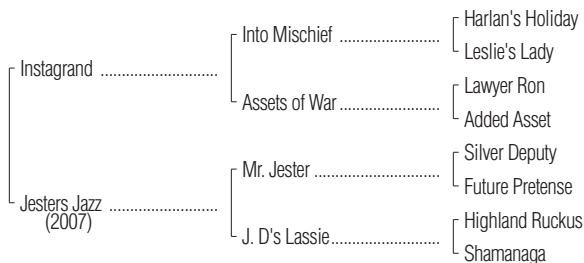 Harlan's Holiday
Into Mischief ....................
Leslie's Lady
Instagrand ........................
Lawyer Ron
Assets of War ....................
Added Asset
Silver Deputy
Mr. Jester ..........................
Future Pretense
Jesters Jazz ......................
(2007)
Highland Ruckus
J. D's Lassie......................
Shamanaga